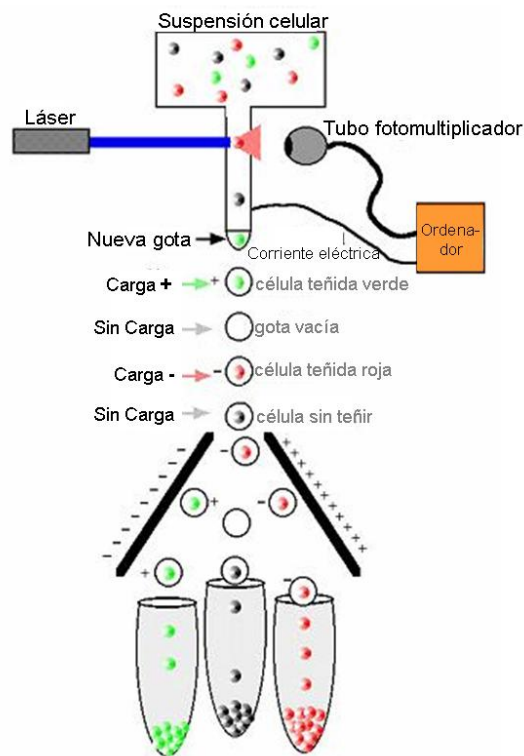 Suspensión celular
Láser
Tubo fotomultiplicador
Nueva gota
Corriente eléctrica
Ordena-
dor
Carga +
+
célula teñida verde
Sin Carga
gota vacía
Carga -
-
célula teñida roja
Sin Carga
célula sin teñir